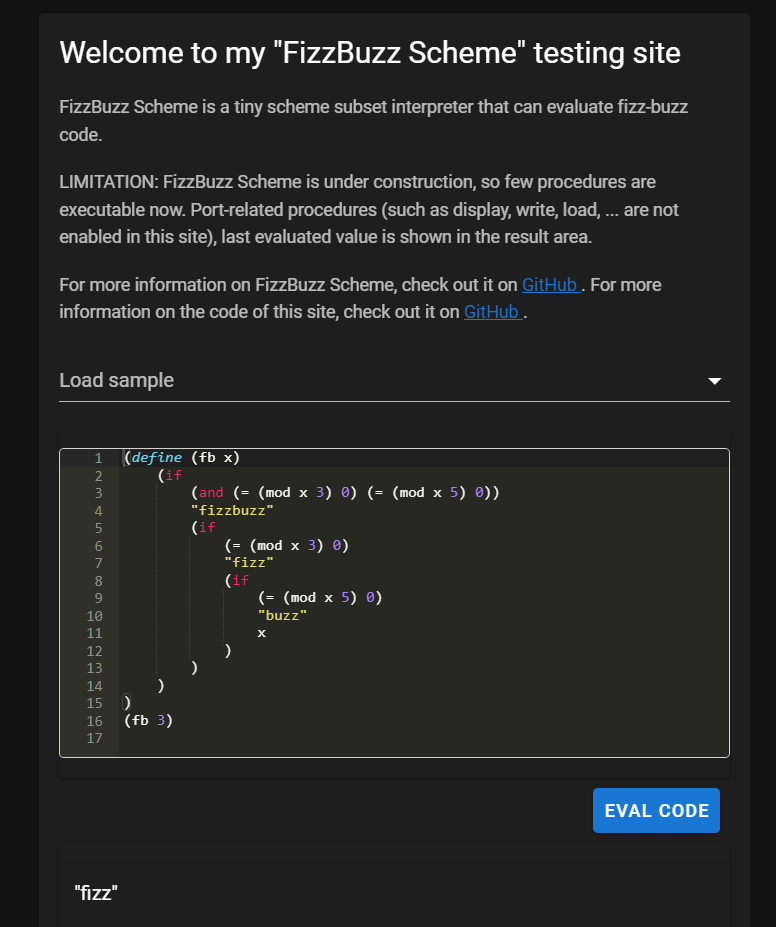 Welcome to my "FizzBuzz Scheme" testing site
FizzBuzz Scheme is a tiny scheme subset interpreter that can evaluate fizz-buzz
code.
LIMITATION: FizzBuzz Scheme is under construction, so few procedures are
executable now. Port-related procedures (such as display, write, load, ... are not
enabled in this site), last evaluated value is shown in the result area.
For more information on FizzBuzz Scheme, check out it on GitHub . For more
information on the code of this site, check out it on GitHub .
Load sample
1 (define (fb x)
2     (if
3         (and (= (mod x 3) 0) (= (mod x 5) 0))
4         "fizzbuzz"
5         (if
6             (= (mod x 3) 0)
7             "fizz"
8             (if
9                 (= (mod x 5) 0)
10                 "buzz"
11                 x
12             )
13         )
14     )
15 )
16 (fb 3)
17
EVAL CODE
"fizz"